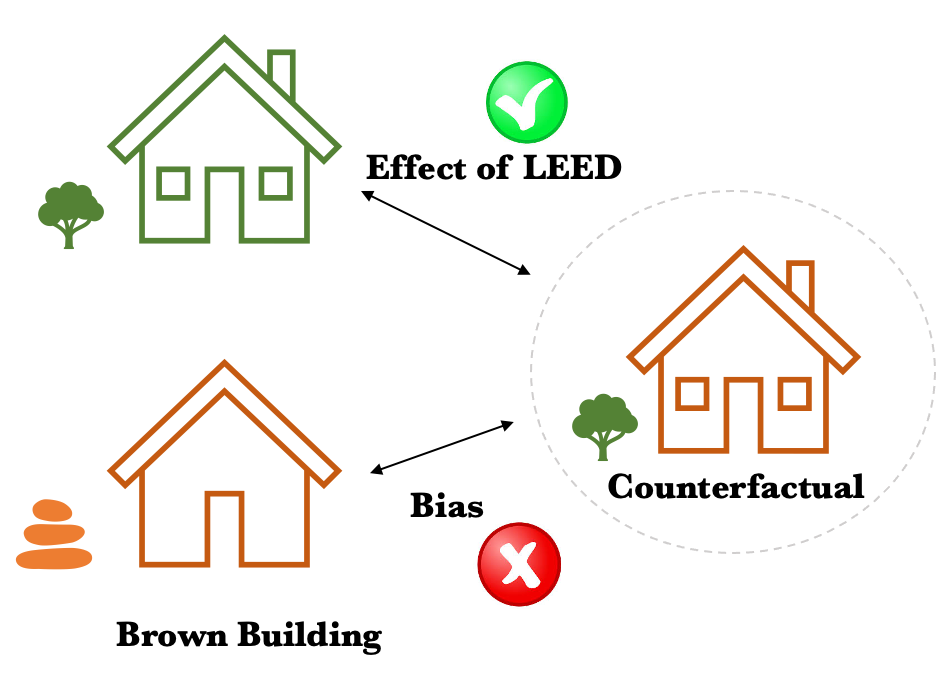 Effect of LEED
Counterfactual
Bias
Brown Building